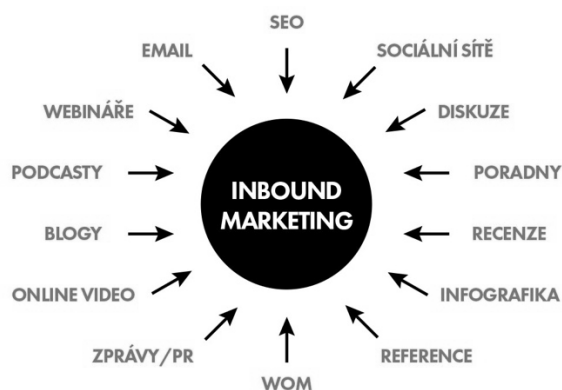 SEO
EMAIL
SOCIÁLNÍ SÍTĚ
WEBINÁŘE
DISKUZE
PODCASTY
PORADNY
INBOUND
MARKETING
BLOGY
RECENZE
ONLINE VIDEO
INFOGRAFIKA
ZPRÁVY/PR
REFERENCE
WOM